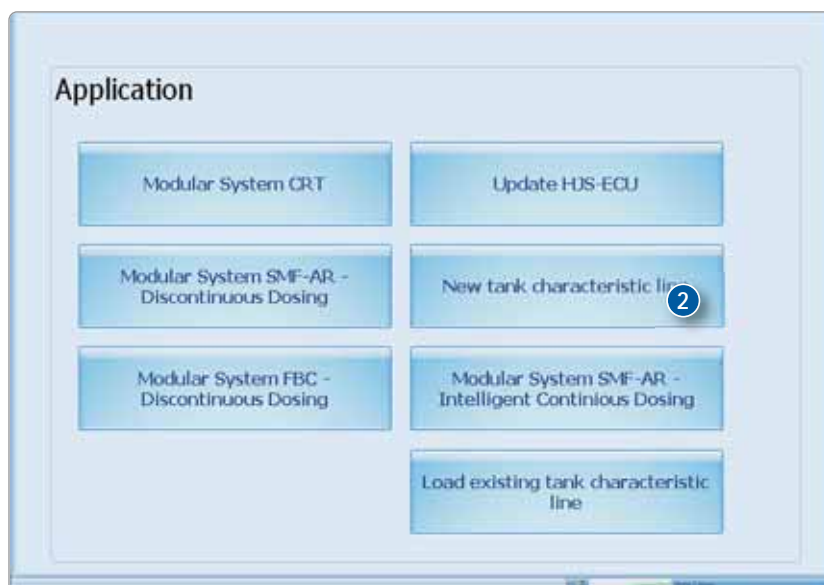 Application
Modular System CRT
Update HJS-ECU
Modular System SMF-AR -
Discontinuous Dosing
New tank characteristic
2
Modular System FBC -
Discontinuous Dosing
Modular System SMF-AR -
Intelligent Continious Dosing
Load existing tank characteristic
line